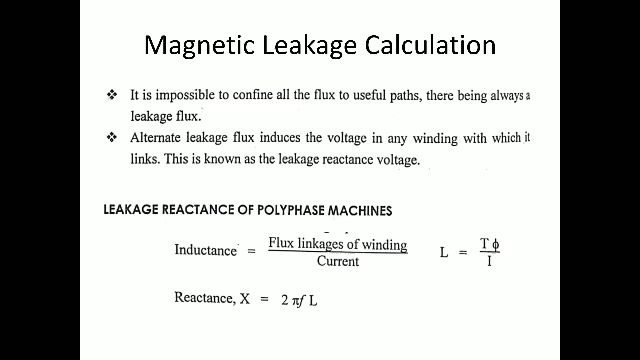 Magnetic Leakage Calculation
❖ It is impossible to confine all the flux to useful paths, there being always a
leakage flux.
❖ Alternate leakage flux induces the voltage in any winding with which it
links. This is known as the leakage reactance voltage.
LEAKAGE REACTANCE OF POLYPHASE MACHINES
Inductance = Flux linkages of winding / Current L = T ϕ / I
Reactance, X = 2 πf L